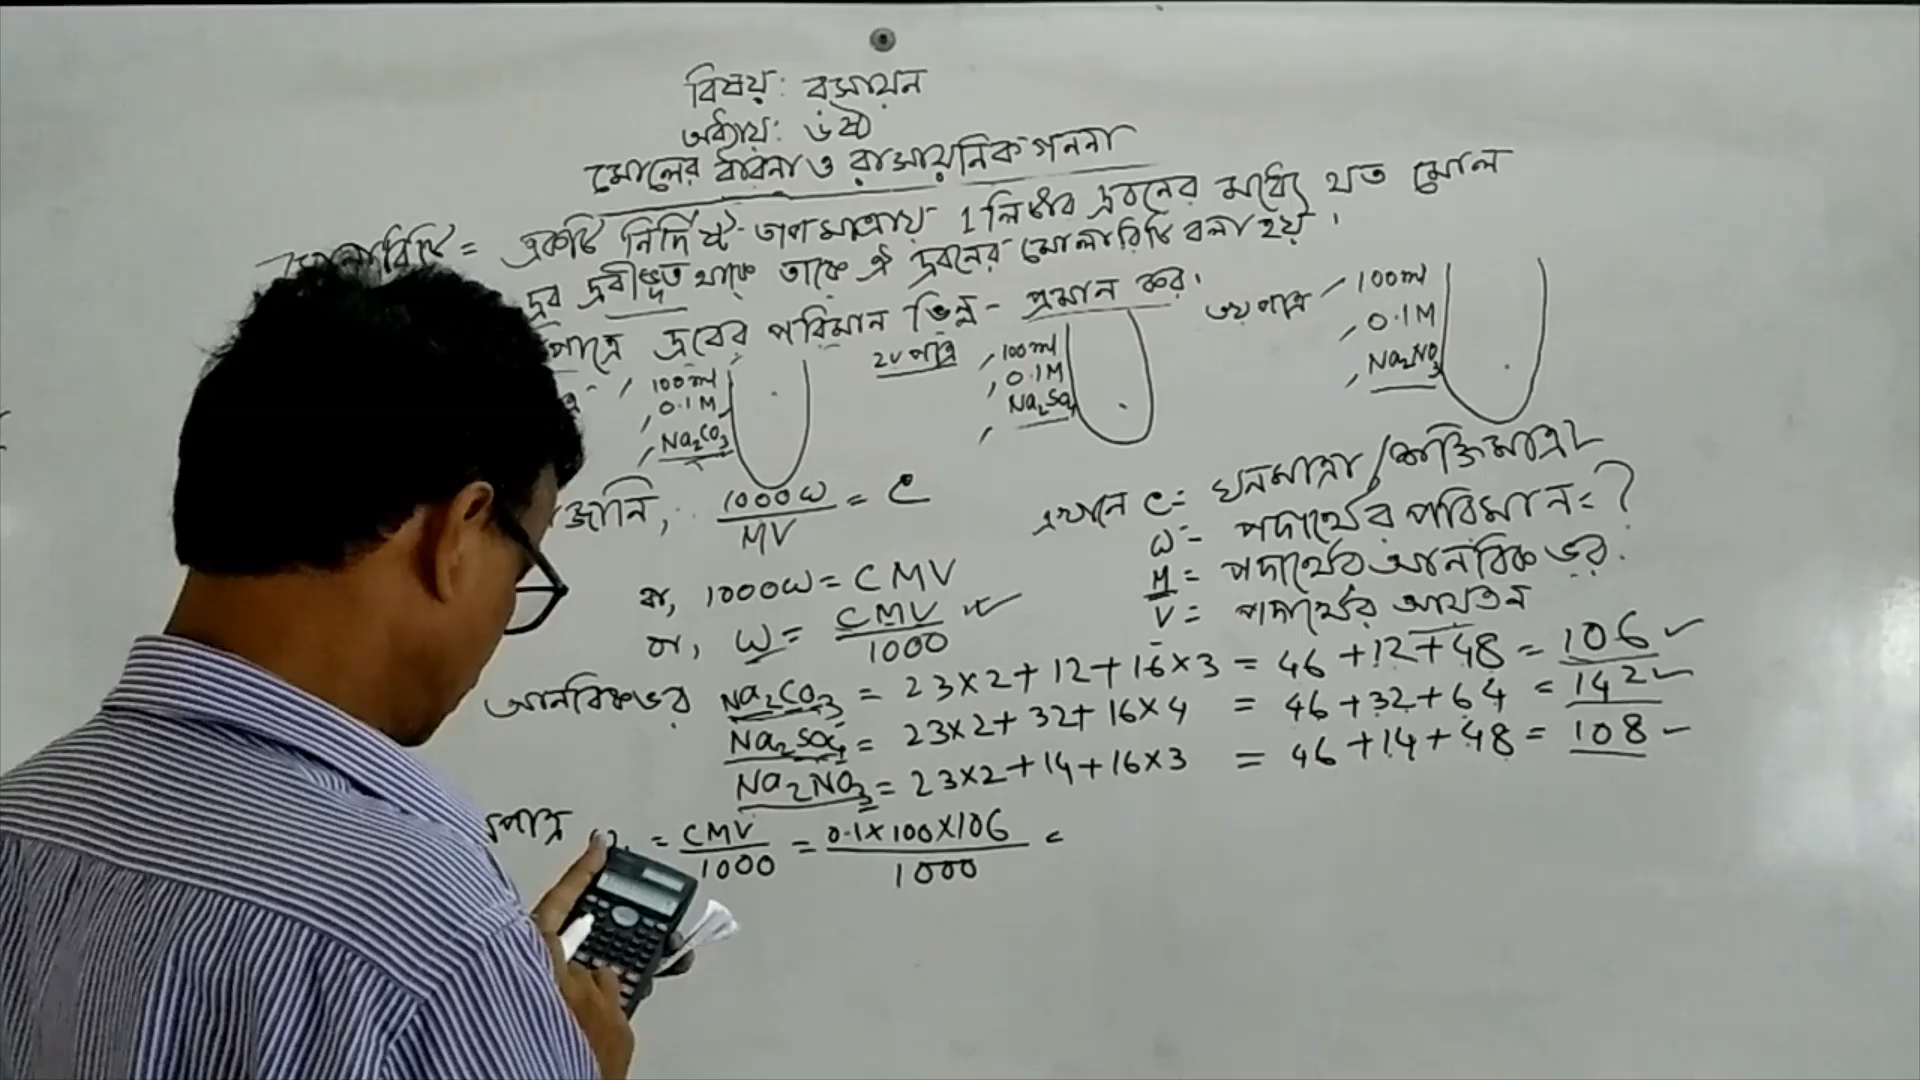 বিষয়: রসায়ন
অধ্যায়: ৬ষ্ঠ
মোলের ধারনা ও রাসায়নিক গননা
= একটি নির্দিষ্ট তাপমাত্রায় 1 লিটার দ্রবনের মধ্যে যত মোল
দ্রব দ্রবীভূত থাকে তাকে ঐ দ্রবনের মোলারিটি বলা হয়।
পাত্রে দ্রবের পরিমান ভিন্ন - প্রমান কর।
100ml
0.1M
Na₂CO₃
২য় পাত্র
100ml
0.1M
Na₂SO₄
৩য় পাত্র
100ml
0.1M
Na₂NO₃
জানি, 1000W/MV = C
বা, 1000W = CMV
বা, W = CMV/1000
এখানে C = ঘনমাত্রা/শক্তিমাত্রা
W = পদার্থের পরিমান = ?
M = পদার্থের আনবিক ভর.
V = পদার্থের আয়তন
আনবিক ভর Na₂CO₃ = 23×2+12+16×3 = 46+12+48 = 106
Na₂SO₄ = 23×2+32+16×4 = 46+32+64 = 142
Na₂NO₃ = 23×2+14+16×3 = 46+14+48 = 108
পাত্র = CMV/1000 = 0.1×100×106/1000 =